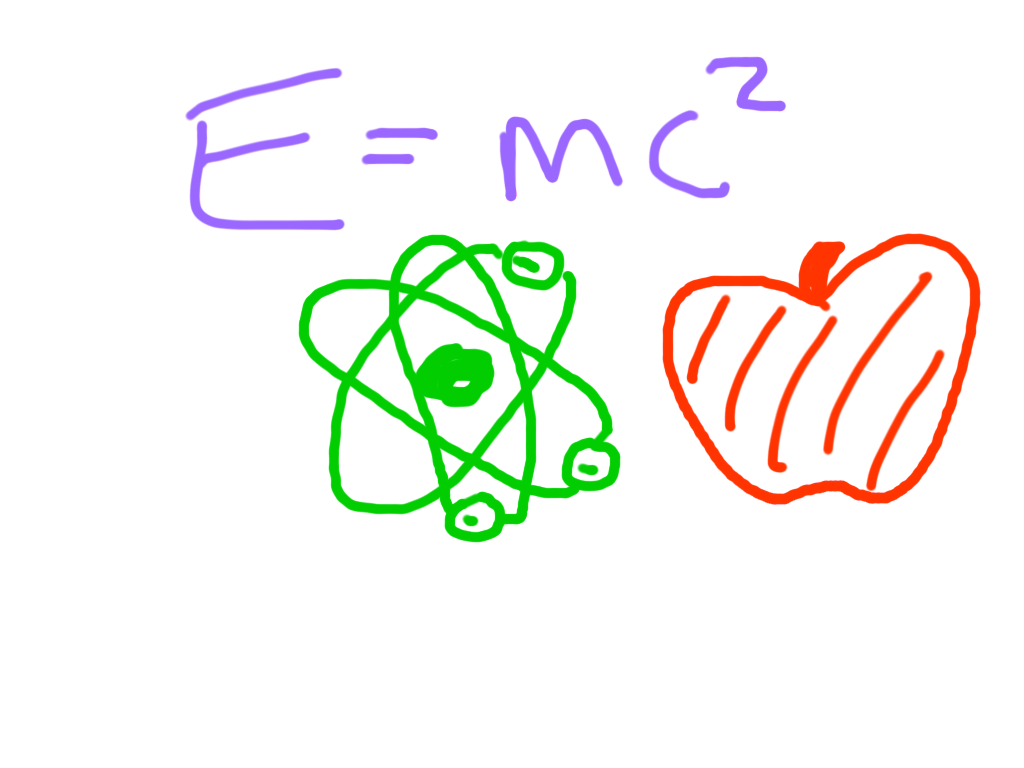 E = mc²